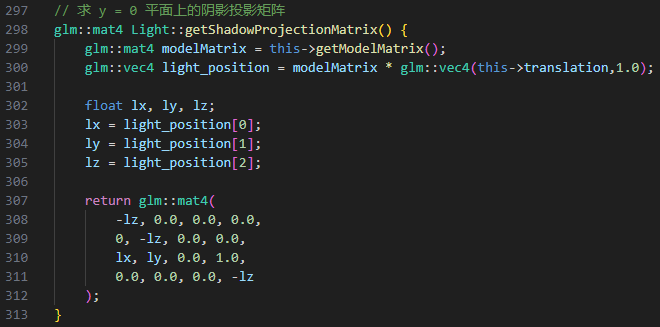 297 // 求 y = 0 平面上的阴影投影矩阵
298 glm::mat4 Light::getShadowProjectionMatrix() {
299     glm::mat4 modelMatrix = this->getModelMatrix();
300     glm::vec4 light_position = modelMatrix * glm::vec4(this->translation,1.0);
301
302     float lx, ly, lz;
303     lx = light_position[0];
304     ly = light_position[1];
305     lz = light_position[2];
306
307     return glm::mat4(
308         -lz, 0.0, 0.0, 0.0,
309         0, -lz, 0.0, 0.0,
310         lx, ly, 0.0, 1.0,
311         0.0, 0.0, 0.0, -lz
312     );
313 }